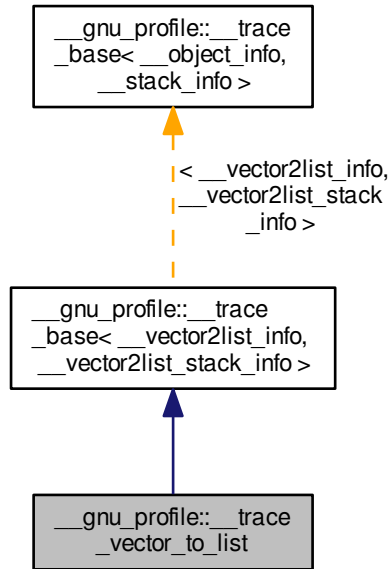 __gnu_profile::__trace
_base< __object_info,
__stack_info >
< __vector2list_info,
__vector2list_stack
_info >
__gnu_profile::__trace
_base< __vector2list_info,
__vector2list_stack_info >
__gnu_profile::__trace
_vector_to_list